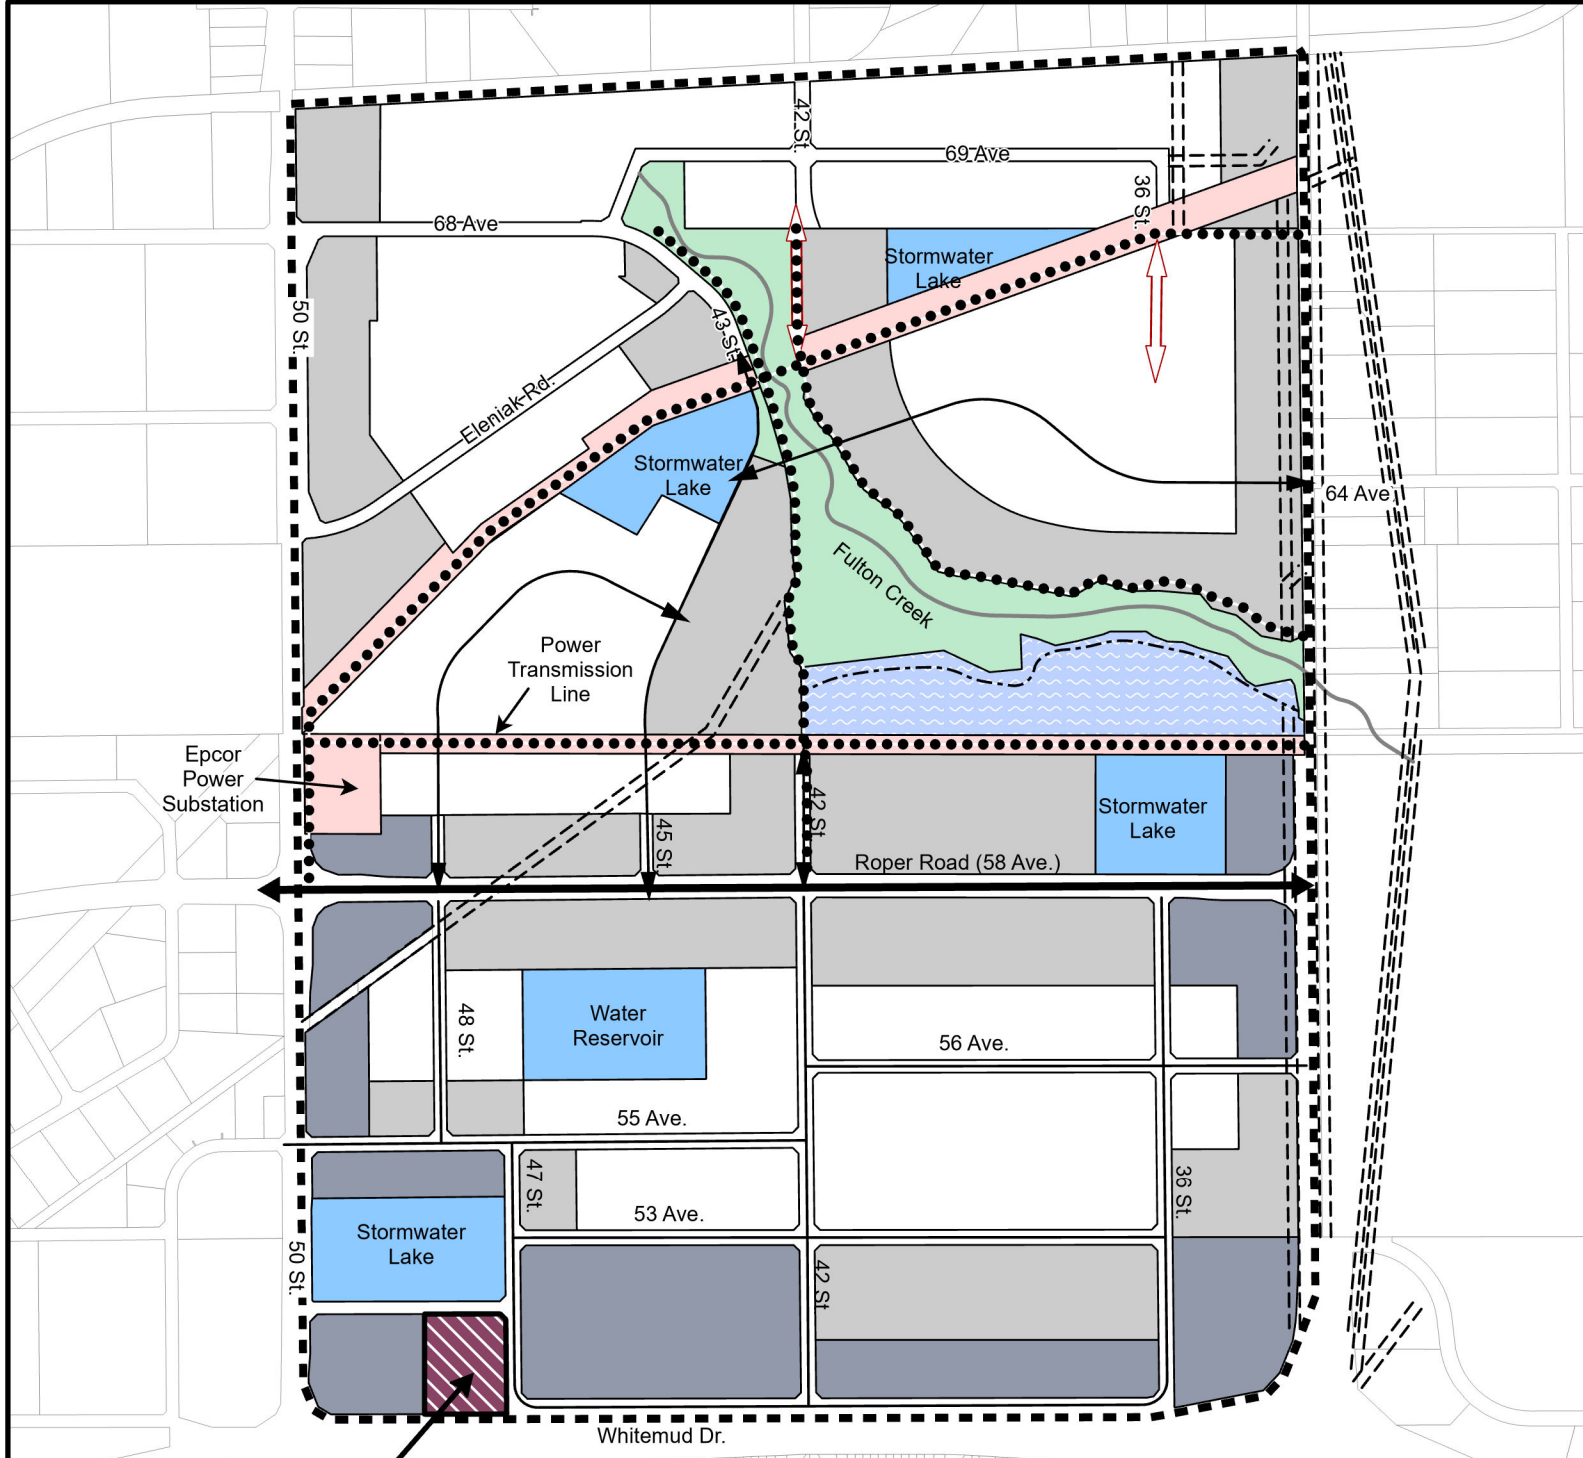 42 St.
69 Ave
36 St.
68 Ave
Stormwater
Lake
50 St.
43 St.
Eleniak Rd.
Stormwater
Lake
64 Ave
Fulton Creek
Power
Transmission
Line
Epcor
Power
Substation
42 St
45 St
Stormwater
Lake
Roper Road (58 Ave.)
48 St.
Water
Reservoir
56 Ave.
55 Ave.
47 St.
36 St.
53 Ave.
Stormwater
Lake
50 St.
42 St
Whitemud Dr.